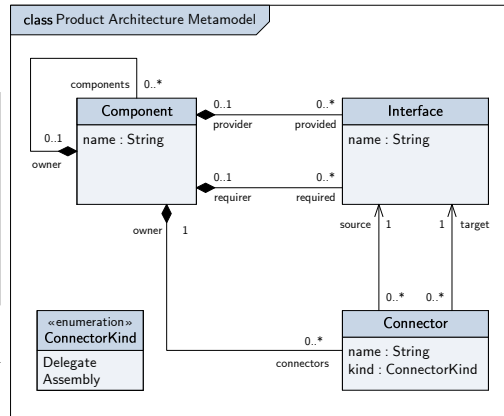 class Product Architecture Metamodel
components 0..*
Component
name : String
0..1
owner
0..1 0..*
provider provided
Interface
name : String
0..1 0..*
requirer required
owner 1
source 1 1 target
0..* 0..*
«enumeration»
ConnectorKind
Delegate
Assembly
0..*
connectors
Connector
name : String
kind : ConnectorKind